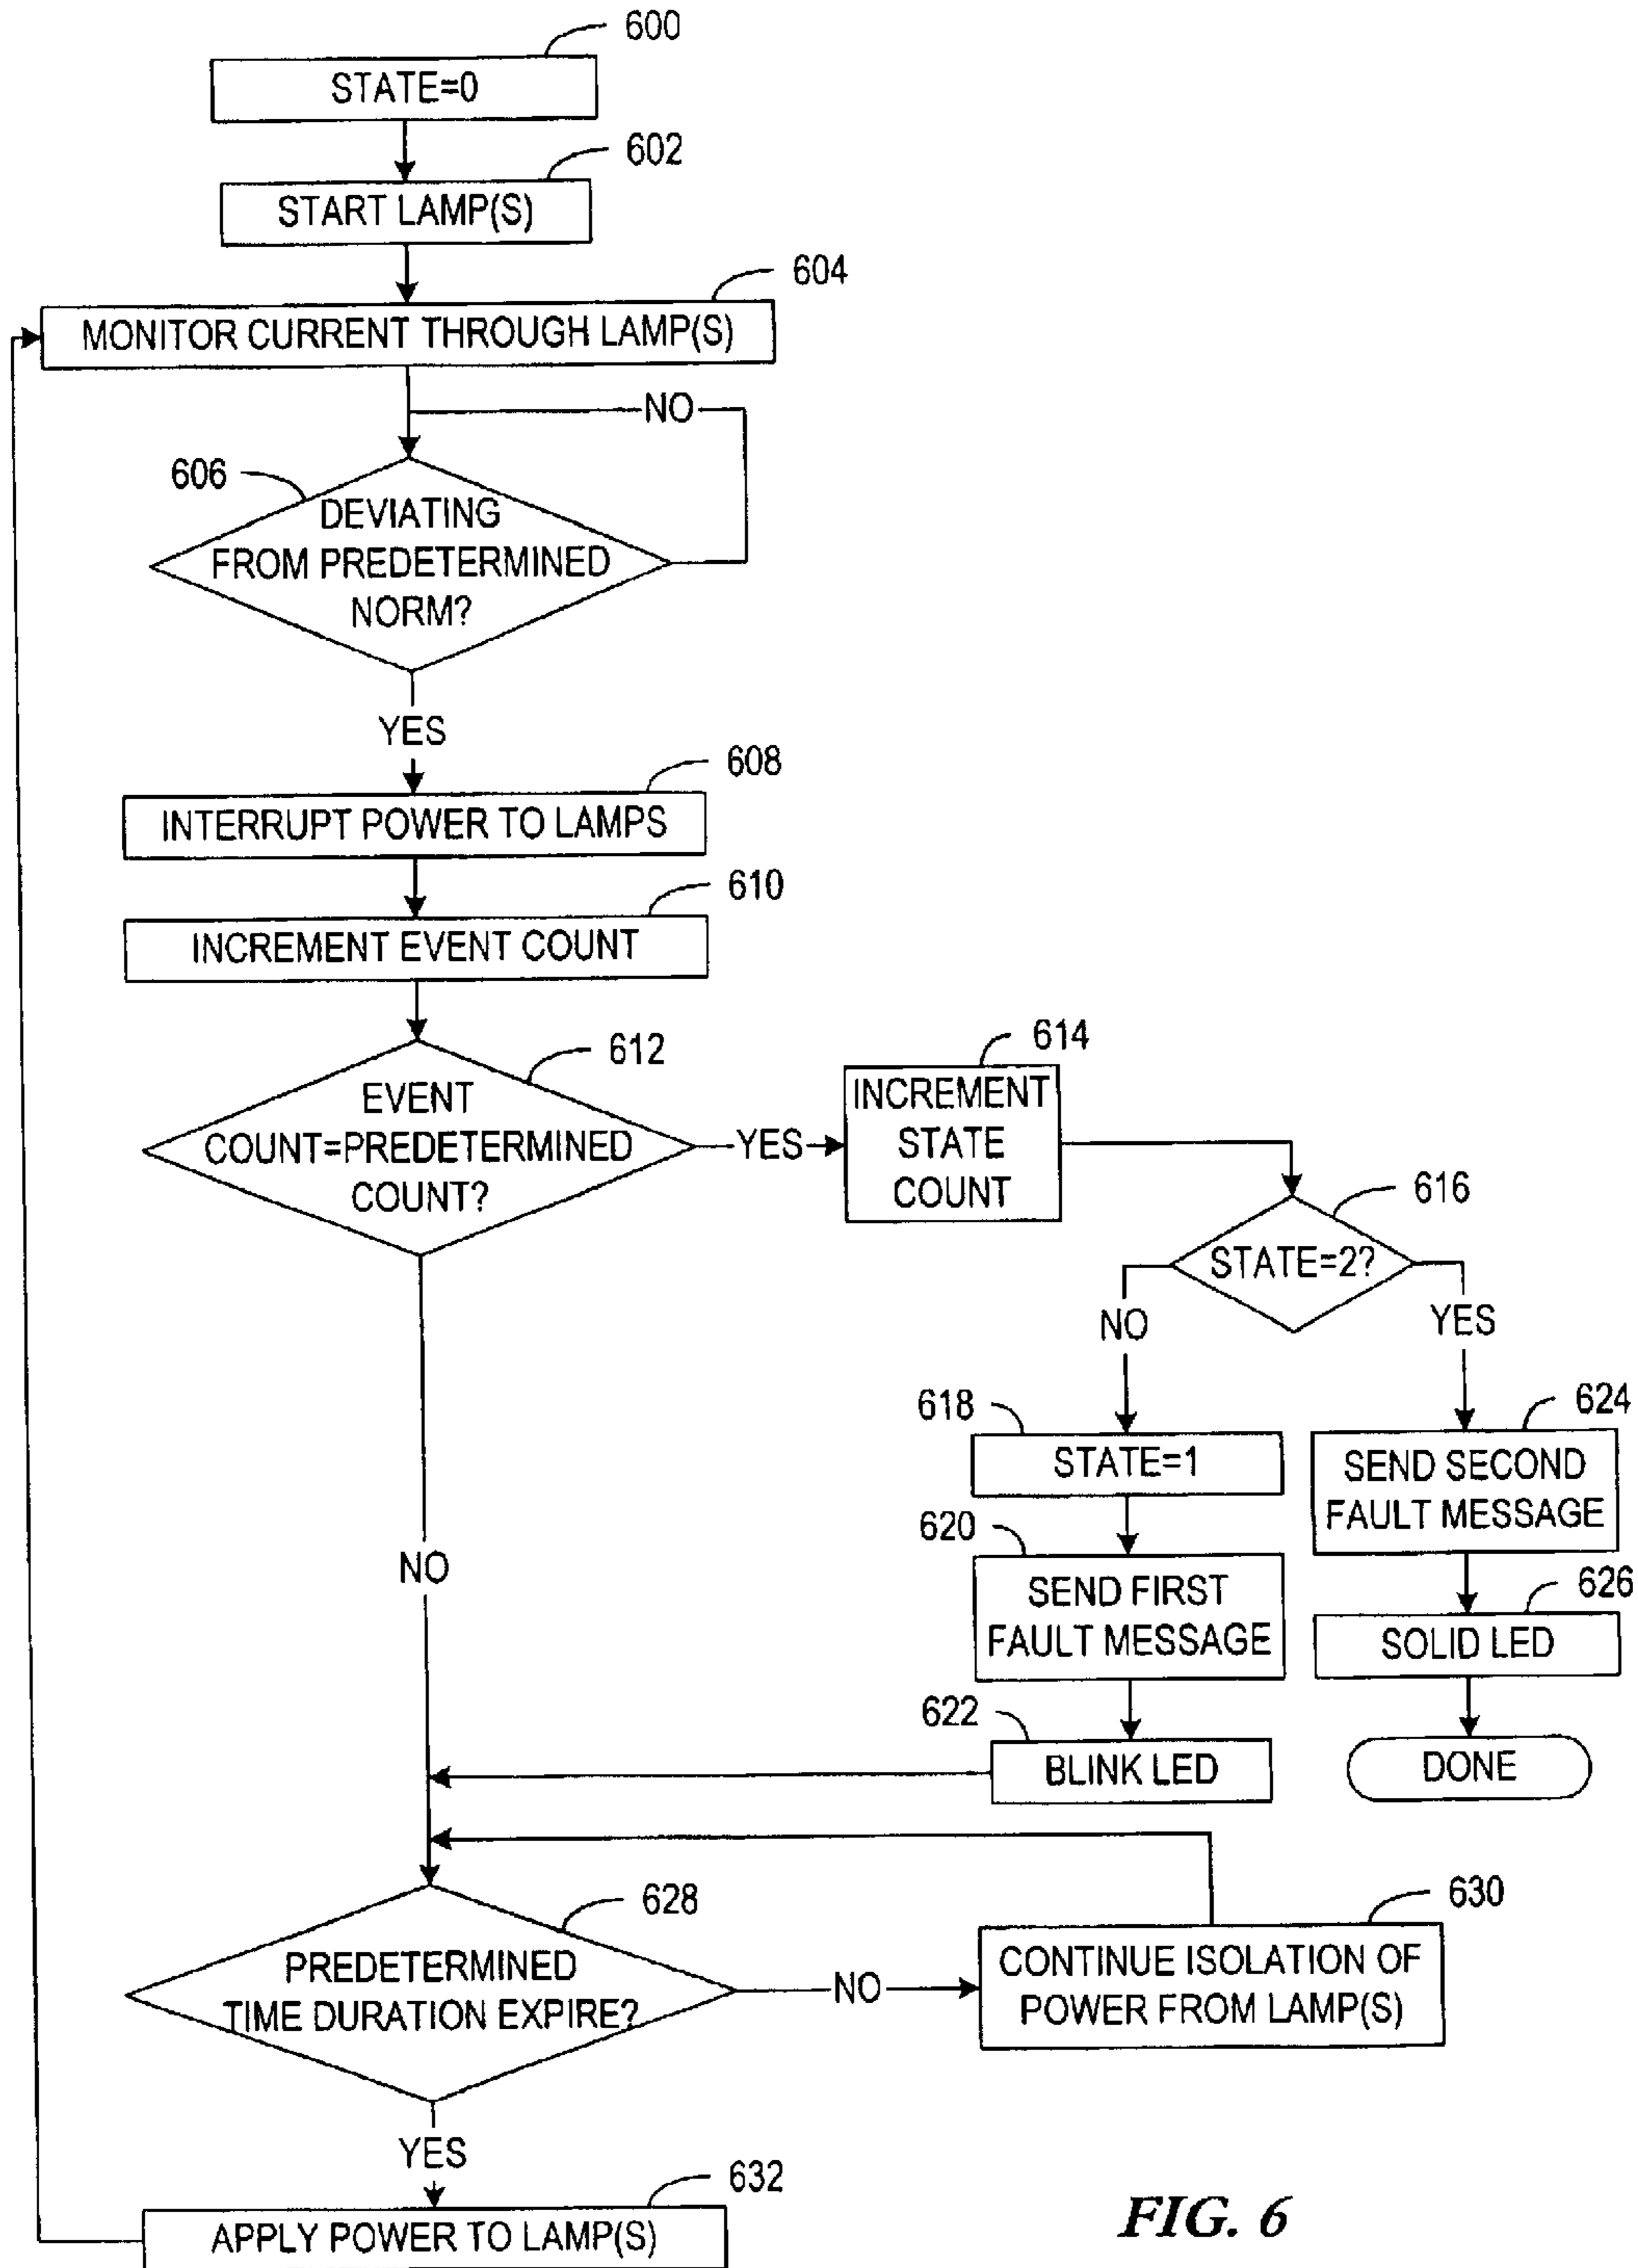 600
STATE=0
602
START LAMP(S)
604
MONITOR CURRENT THROUGH LAMP(S)
NO
606
DEVIATING
FROM PREDETERMINED
NORM?
YES
608
INTERRUPT POWER TO LAMPS
610
INCREMENT EVENT COUNT
612
EVENT
COUNT=PREDETERMINED
COUNT?
YES
614
INCREMENT
STATE
COUNT
616
STATE=2?
NO
YES
618
STATE=1
620
SEND FIRST
FAULT MESSAGE
622
BLINK LED
624
SEND SECOND
FAULT MESSAGE
626
SOLID LED
DONE
NO
628
PREDETERMINED
TIME DURATION EXPIRE?
NO
630
CONTINUE ISOLATION OF
POWER FROM LAMP(S)
YES
632
APPLY POWER TO LAMP(S)
FIG. 6